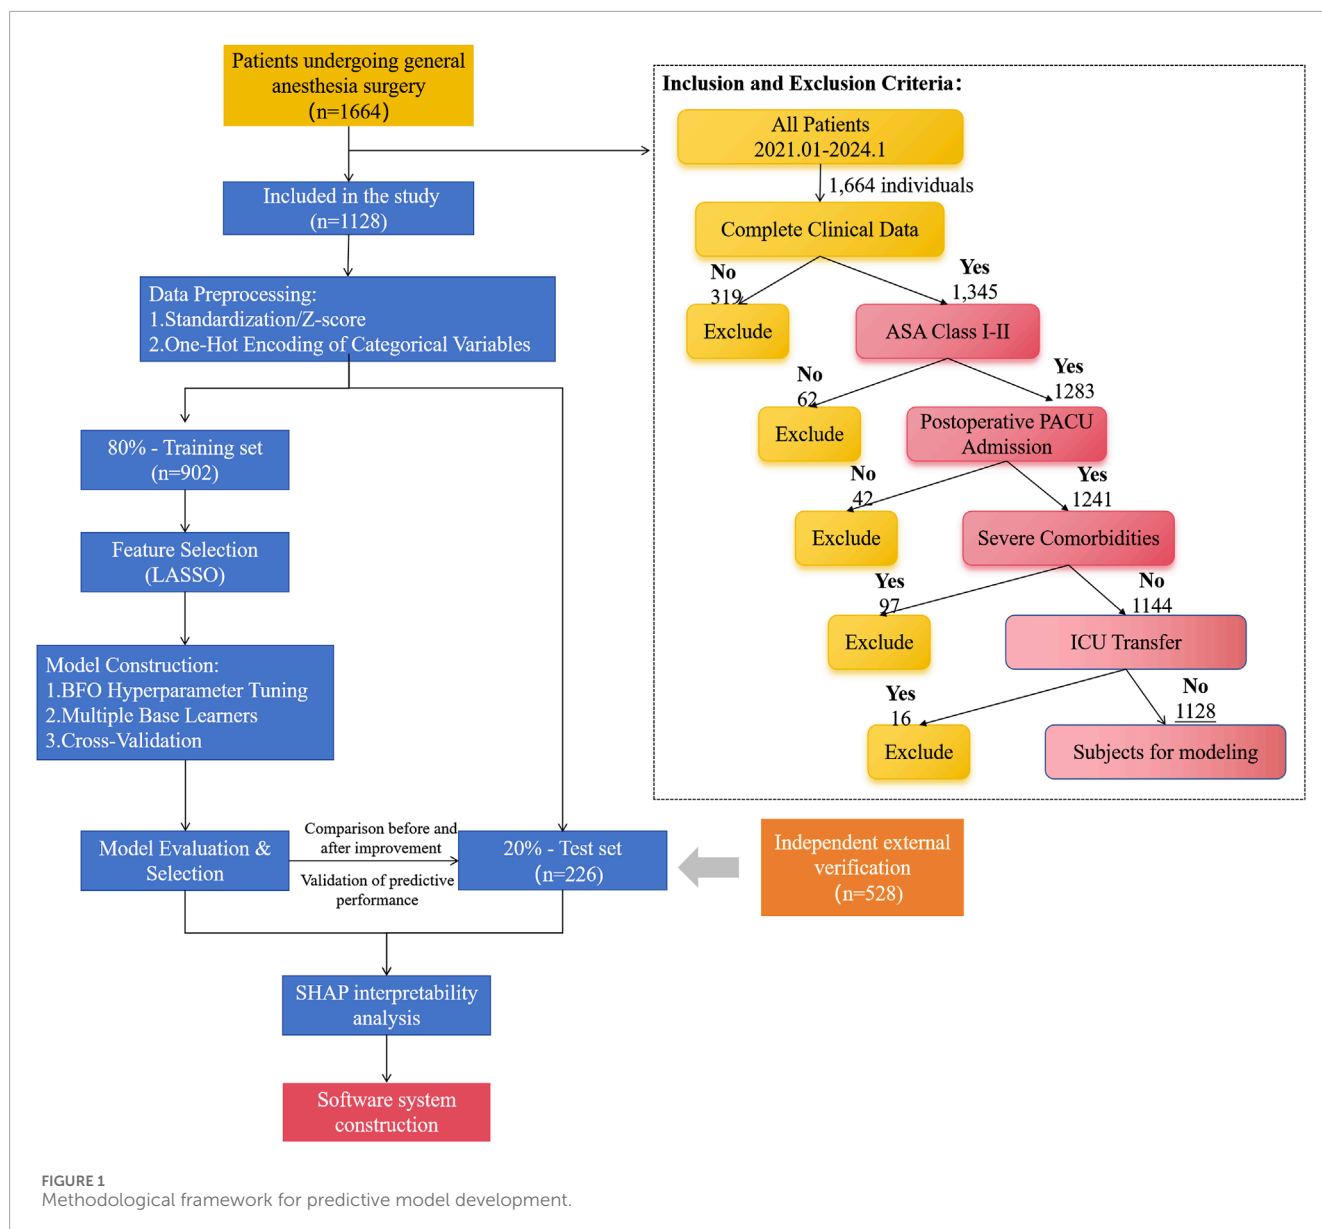 Patients undergoing general
anesthesia surgery
(n=1664)
Included in the study
(n=1128)
Data Preprocessing:
1.Standardization/Z-score
2.One-Hot Encoding of Categorical Variables
80% - Training set
(n=902)
Feature Selection
(LASSO)
Model Construction:
1.BFO Hyperparameter Tuning
2.Multiple Base Learners
3.Cross-Validation
Model Evaluation &
Selection
Comparison before and
after improvement
Validation of predictive
performance
20% - Test set
(n=226)
Independent external
verification
(n=528)
SHAP interpretability
analysis
Software system
construction
Inclusion and Exclusion Criteria:
All Patients
2021.01-2024.1
1,664 individuals
Complete Clinical Data
No
319
Yes
1,345
Exclude
ASA Class I-II
No
62
Yes
1283
Exclude
Postoperative PACU
Admission
No
42
Yes
1241
Exclude
Severe Comorbidities
Yes
97
No
1144
Exclude
ICU Transfer
Yes
16
No
1128
Exclude
Subjects for modeling
FIGURE 1
Methodological framework for predictive model development.